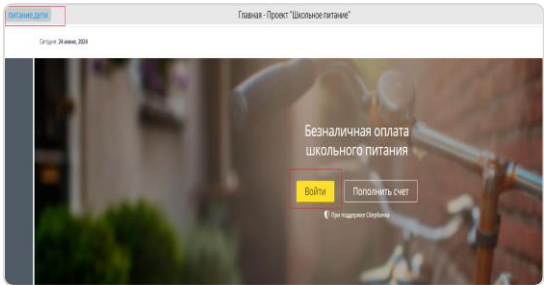 питание.дети
Главная - Проект "Школьное питание"
Сегодня: 24 июня, 2024
Безналичная оплата
школьного питания
Войти
Пополнить счет
При поддержке Сбербанка